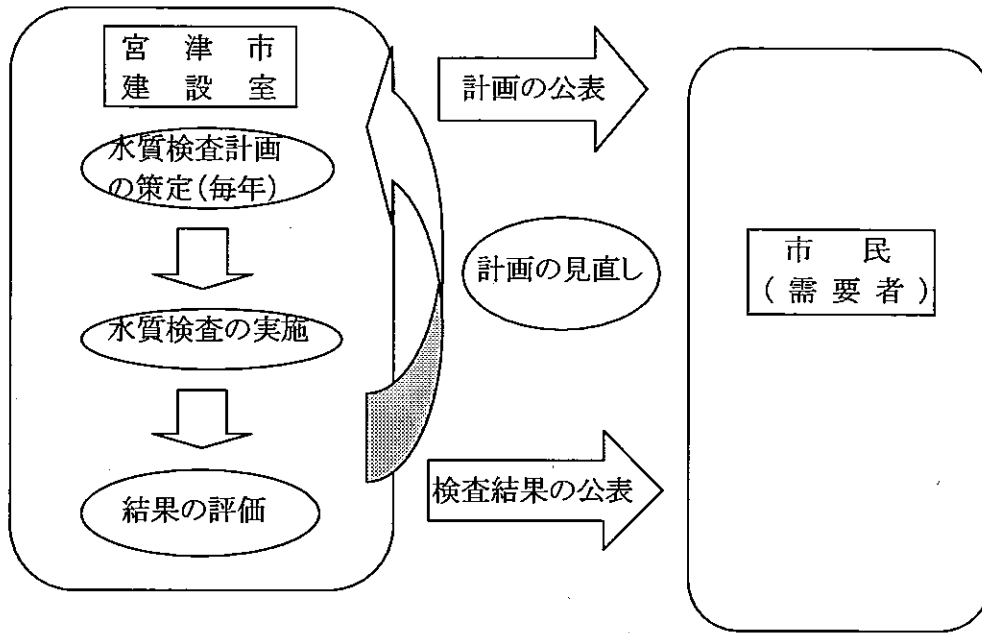 宮津市
建設室
水質検査計画
の策定(毎年)
水質検査の実施
結果の評価
計画の公表
計画の見直し
検査結果の公表
市民
(需要者)